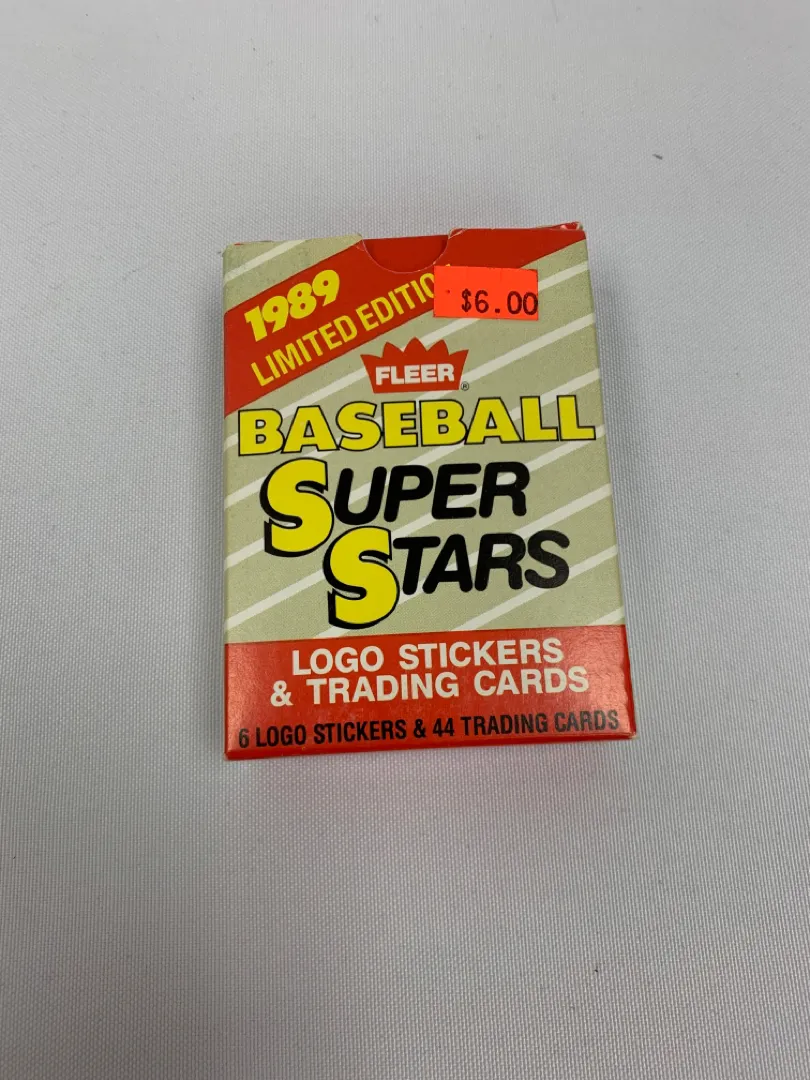 1989
LIMITED EDITIO
$6.00
FLEER
®
BASEBALL
SUPER
STARS
LOGO STICKERS
& TRADING CARDS
6 LOGO STICKERS & 44 TRADING CARDS